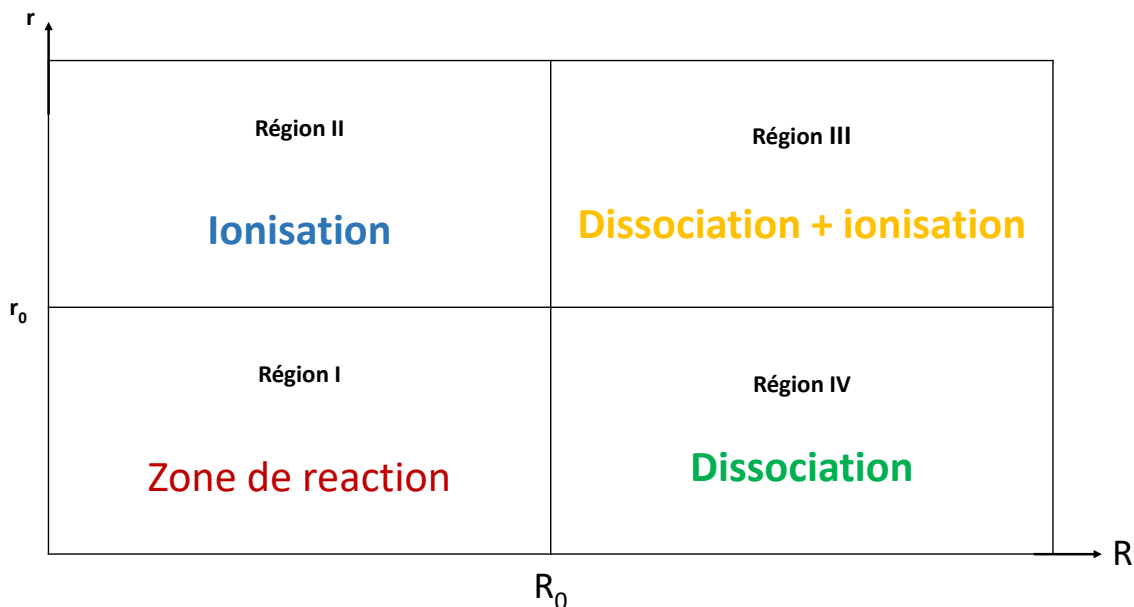 r
Région II
Région III
Ionisation
Dissociation + ionisation
r₀
Région I
Région IV
Zone de reaction
Dissociation
R
R₀